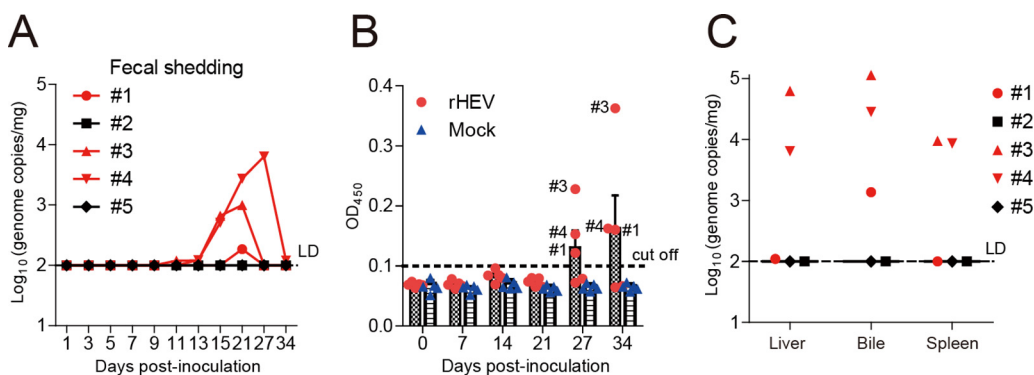 A
Fecal shedding
#1
#2
#3
#4
#5
Log10 (genome copies/mg)
5
4
3
2
1
LD
1 3 5 7 9 11 13 15 21 27 34
Days post-inoculation
B
rHEV
Mock
OD450
0.4
0.3
0.2
0.1
0.0
#3
#3
#4
#1
#4
#1
cut off
0 7 14 21 27 34
Days post-inoculation
C
Log10 (genome copies/mg)
5
4
3
2
1
#1
#2
#3
#4
#5
LD
Liver Bile Spleen